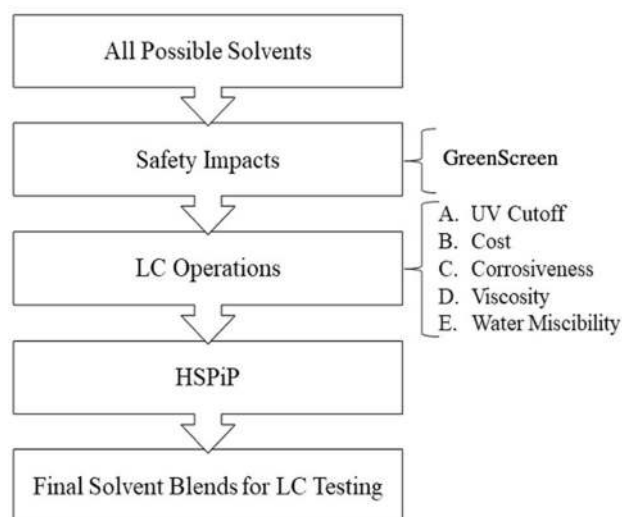 All Possible Solvents
Safety Impacts
GreenScreen
LC Operations
A. UV Cutoff
B. Cost
C. Corrosiveness
D. Viscosity
E. Water Miscibility
HSPiP
Final Solvent Blends for LC Testing